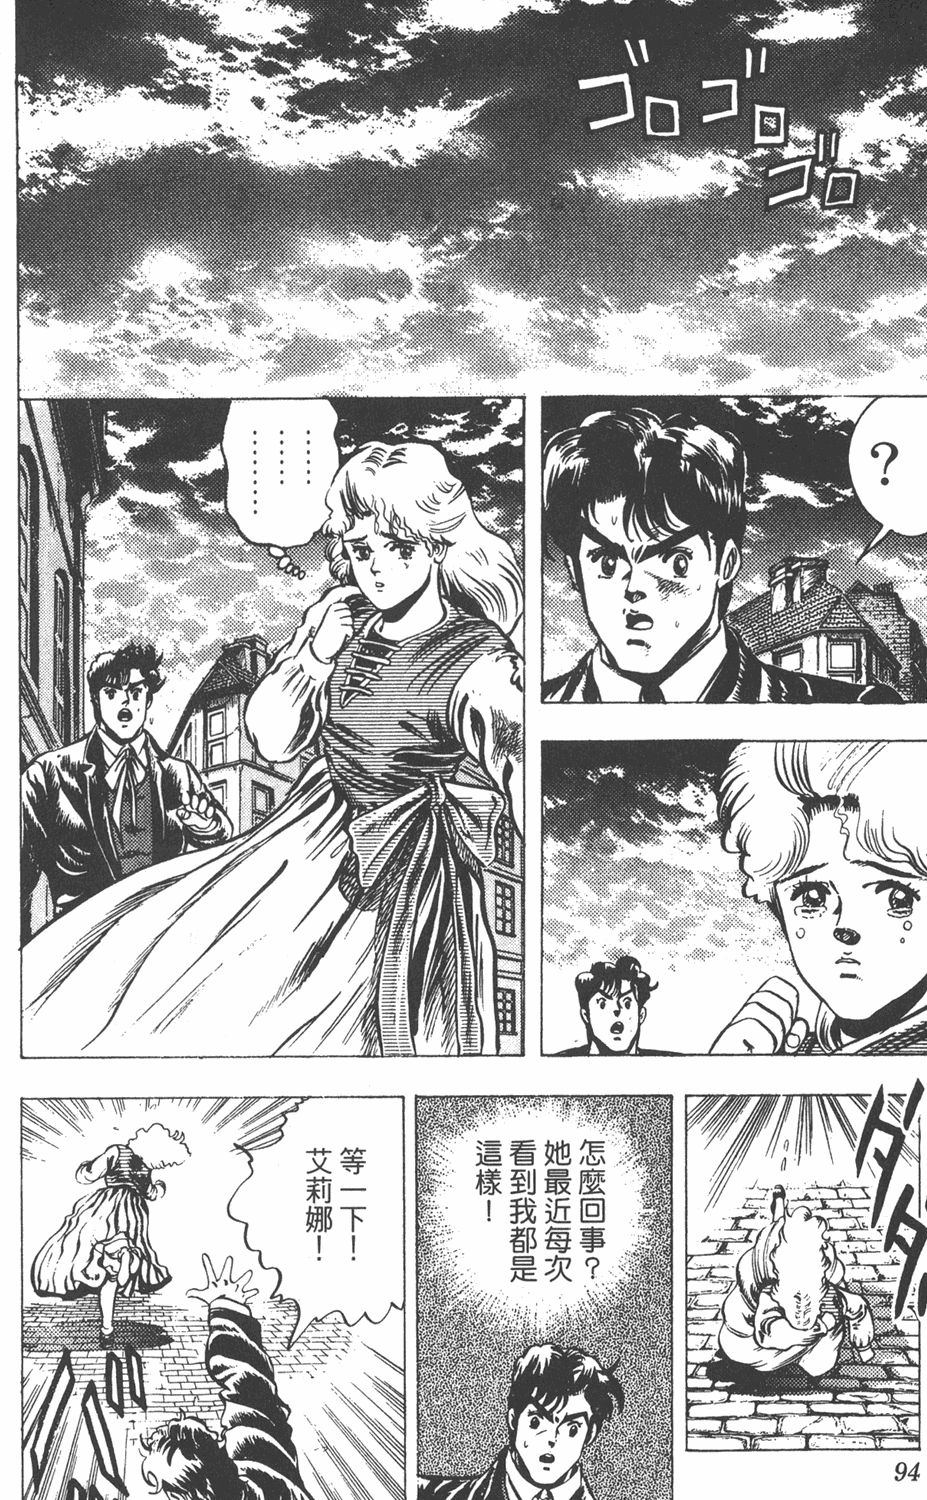 ゴロゴロゴロ
？
………………
ダダ
怎麼回事？
她最近每次
看到我都是
這樣！
等一下！
艾莉娜！
94